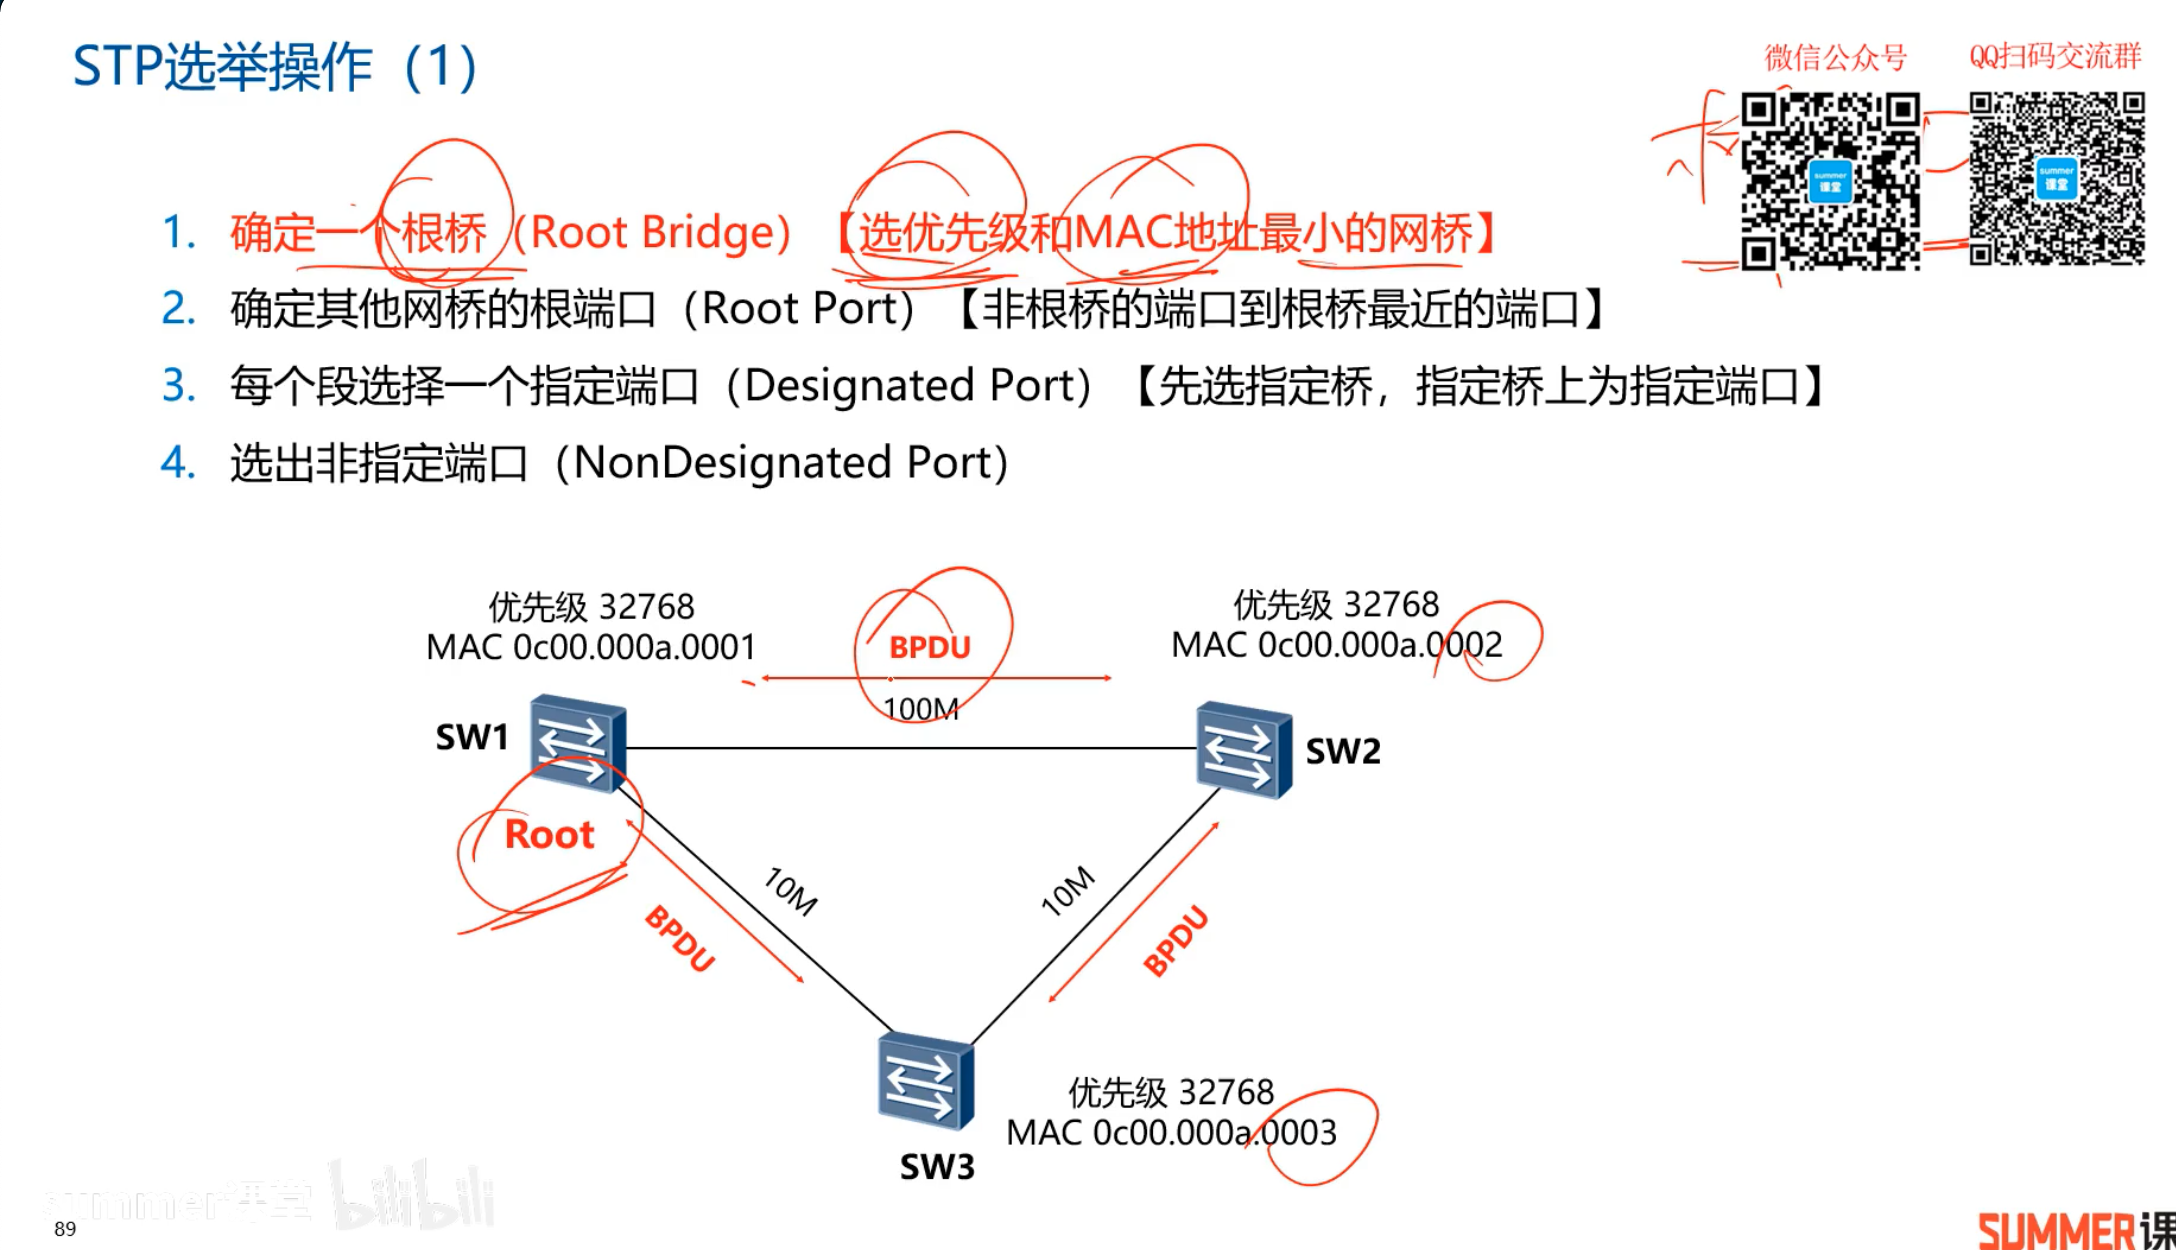 STP选举操作（1）
微信公众号
QQ扫码交流群
1. 确定一个根桥（Root Bridge）【选优先级和MAC地址最小的网桥】
2. 确定其他网桥的根端口（Root Port）【非根桥的端口到根桥最近的端口】
3. 每个段选择一个指定端口（Designated Port）【先选指定桥，指定桥上为指定端口】
4. 选出非指定端口（NonDesignated Port）
优先级 32768
MAC 0c00.000a.0001
BPDU
100M
优先级 32768
MAC 0c00.000a.0002
SW1
SW2
Root
10M
BPDU
10M
BPDU
优先级 32768
MAC 0c00.000a.0003
SW3
summer课堂 bilibili
89
SUMMER课
summer
课堂
summer
课堂